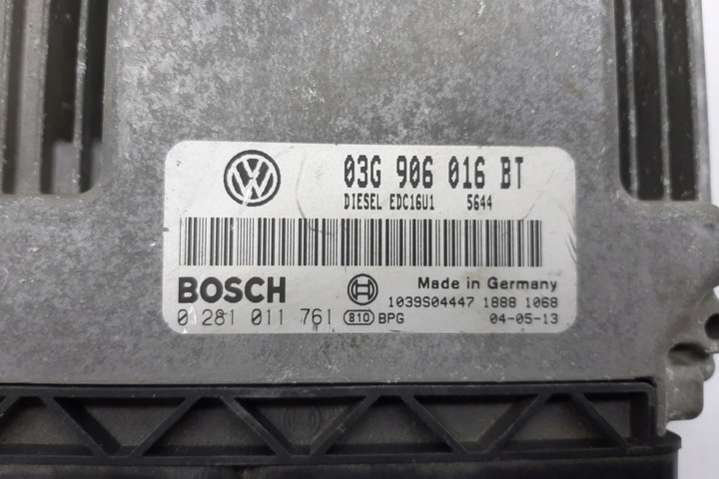 03G 906 016 BT
DIESEL EDC16U1 5644
BOSCH
Made in Germany
1039S04447 1888 1068
0 281 011 761 810 BPG 04-05-13